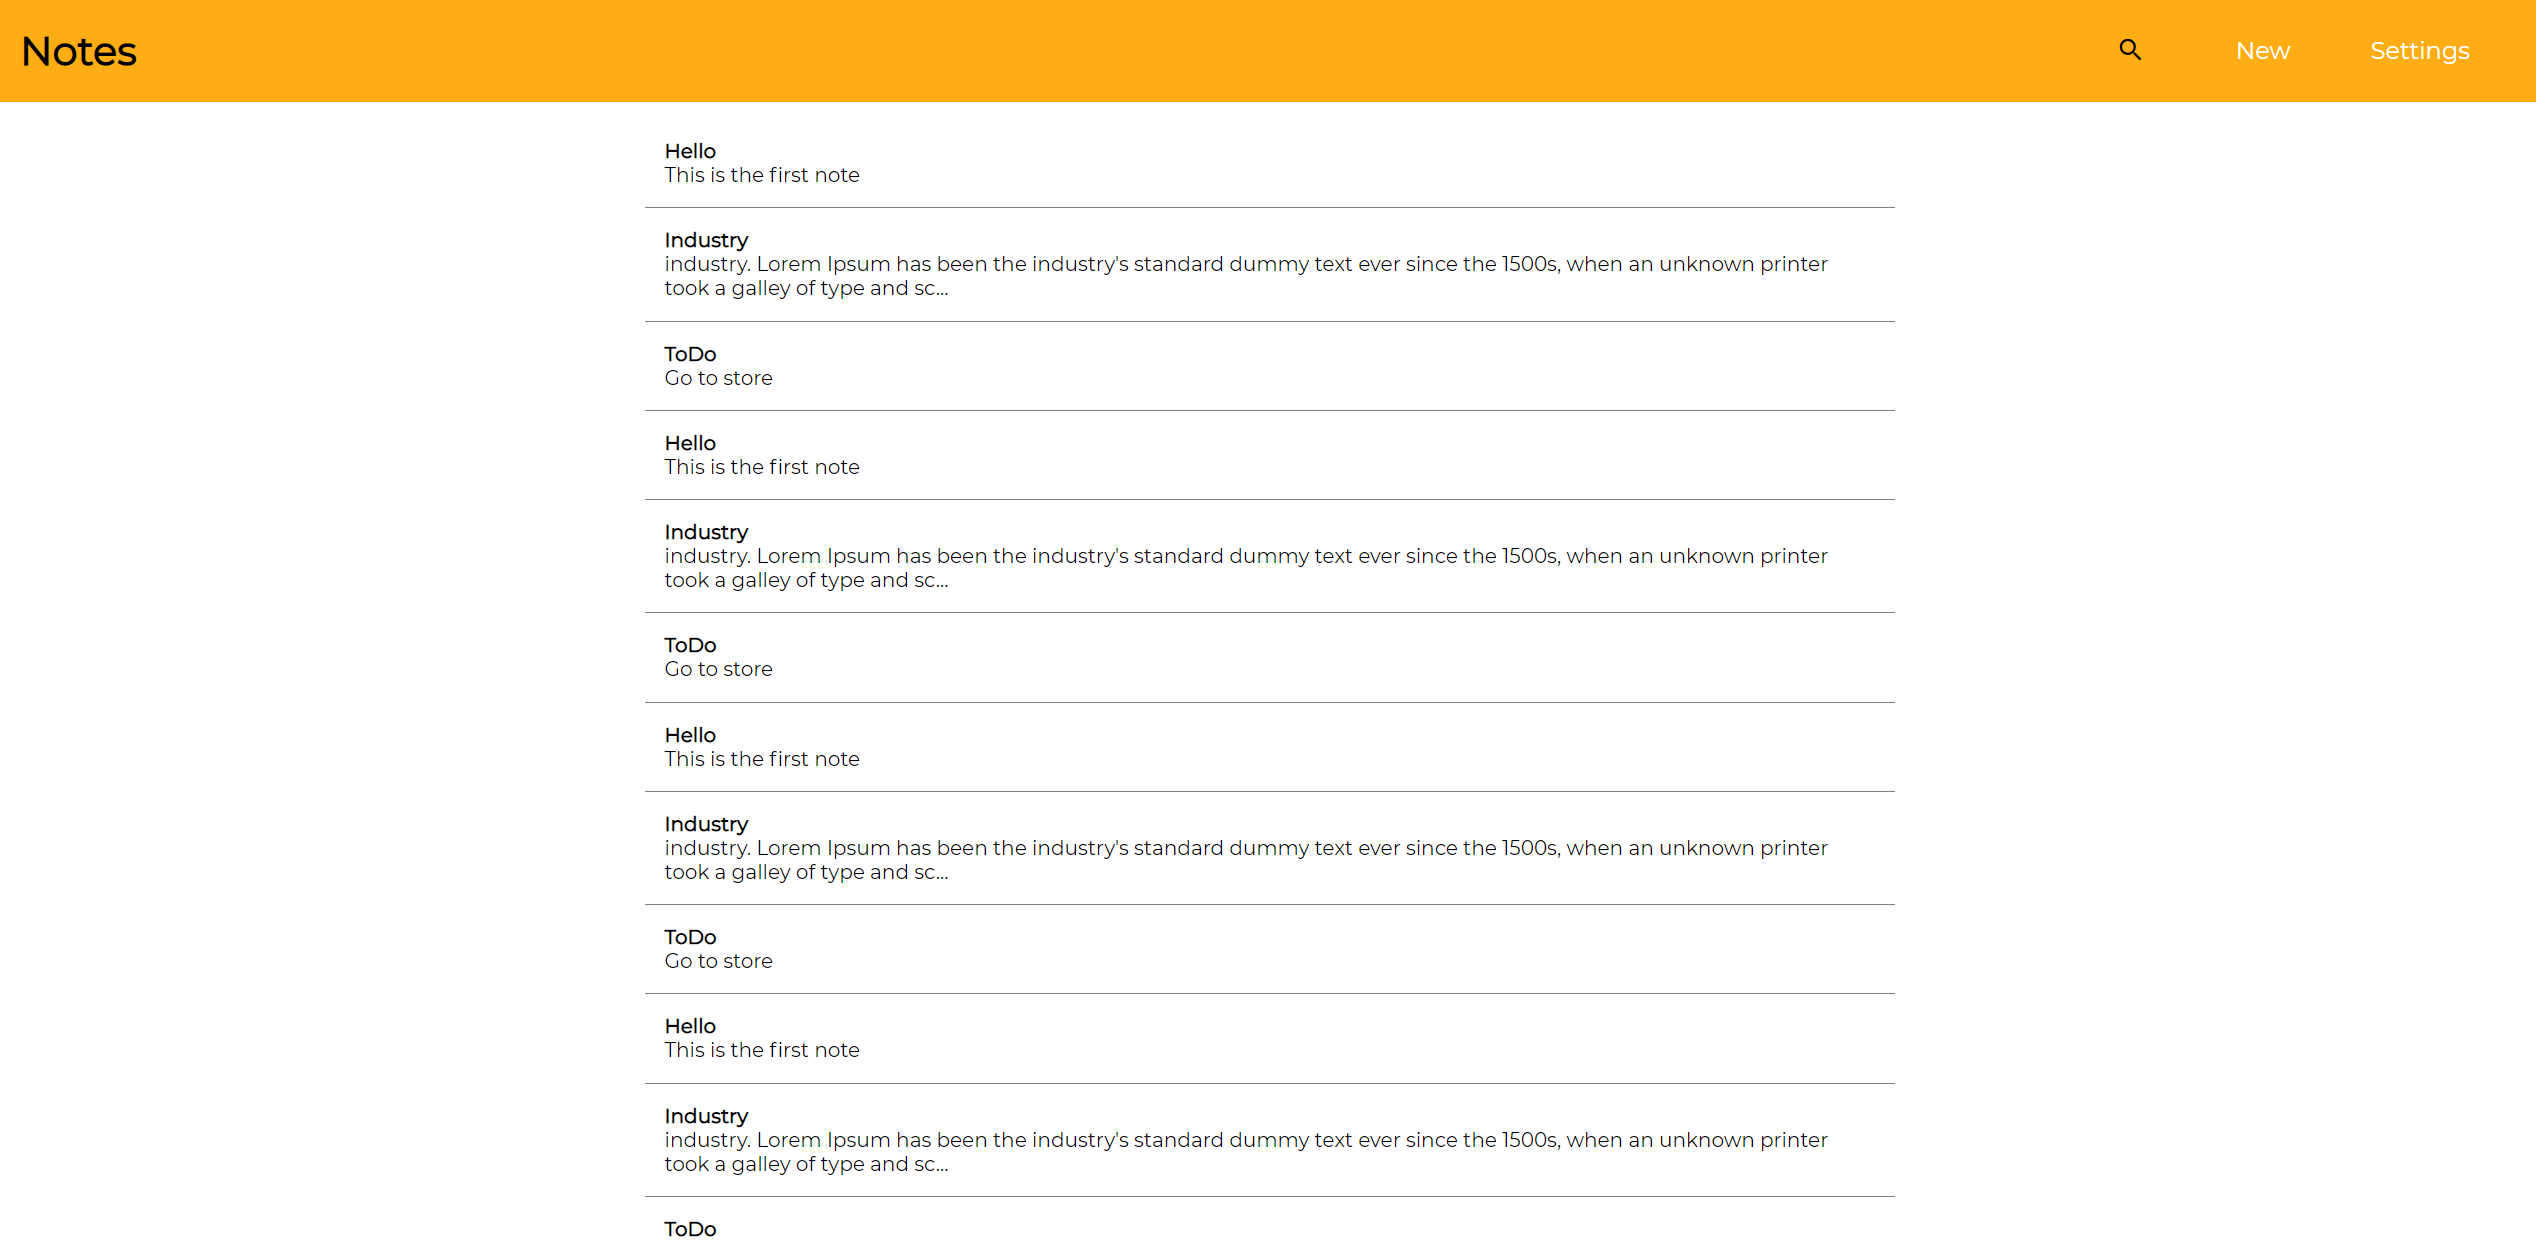 Notes
New
Settings
Hello
This is the first note
Industry
industry. Lorem Ipsum has been the industry's standard dummy text ever since the 1500s, when an unknown printer
took a galley of type and sc...
ToDo
Go to store
Hello
This is the first note
Industry
industry. Lorem Ipsum has been the industry's standard dummy text ever since the 1500s, when an unknown printer
took a galley of type and sc...
ToDo
Go to store
Hello
This is the first note
Industry
industry. Lorem Ipsum has been the industry's standard dummy text ever since the 1500s, when an unknown printer
took a galley of type and sc...
ToDo
Go to store
Hello
This is the first note
Industry
industry. Lorem Ipsum has been the industry's standard dummy text ever since the 1500s, when an unknown printer
took a galley of type and sc...
ToDo